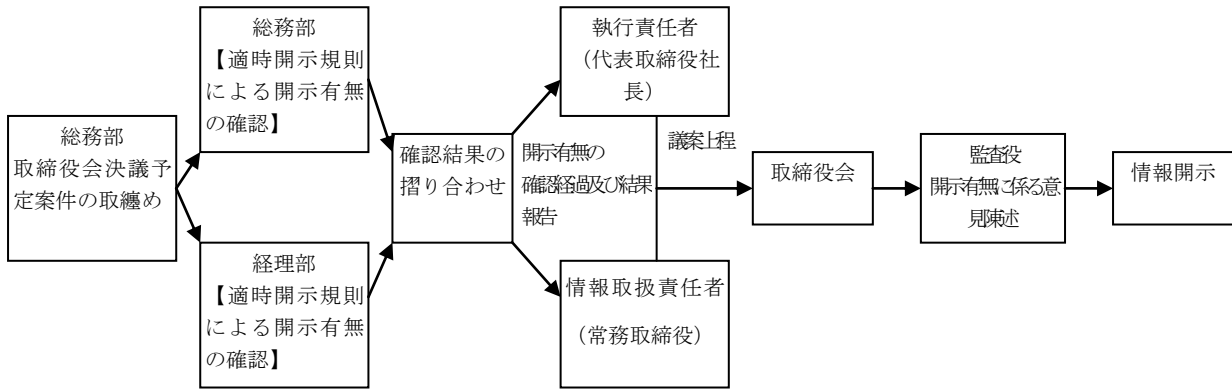 総務部
取締役会決議予
定案件の取纏め
総務部
【適時開示規則
による開示有無
の確認】
経理部
【適時開示規則
による開示有無
の確認】
確認結果の
摺り合わせ
開示有無の
確認経過及び結果
報告
執行責任者
（代表取締役社
長）
情報取扱責任者
（常務取締役）
議案上程
取締役会
監査役
開示有無に係る意
見陳述
情報開示